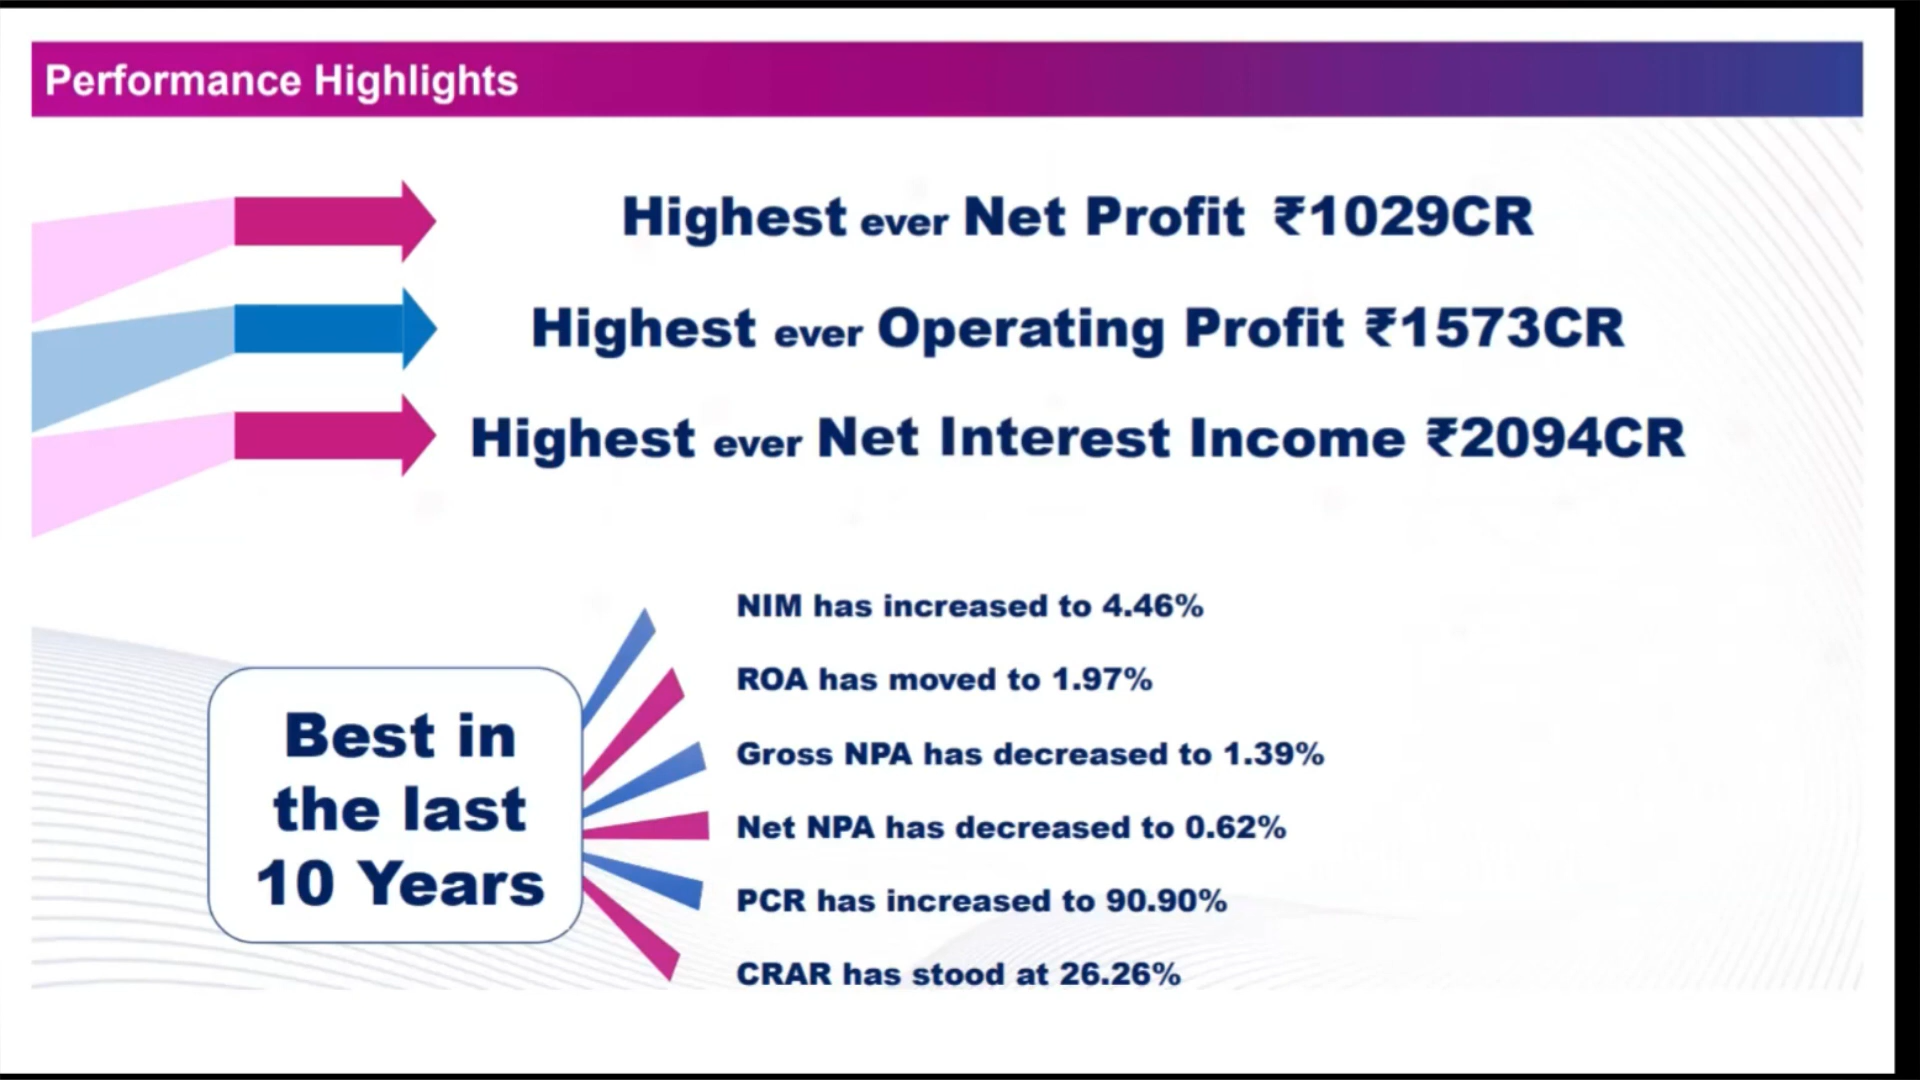 Performance Highlights
Highest ever Net Profit ₹1029CR
Highest ever Operating Profit ₹1573CR
Highest ever Net Interest Income ₹2094CR
Best in
the last
10 Years
NIM has increased to 4.46%
ROA has moved to 1.97%
Gross NPA has decreased to 1.39%
Net NPA has decreased to 0.62%
PCR has increased to 90.90%
CRAR has stood at 26.26%